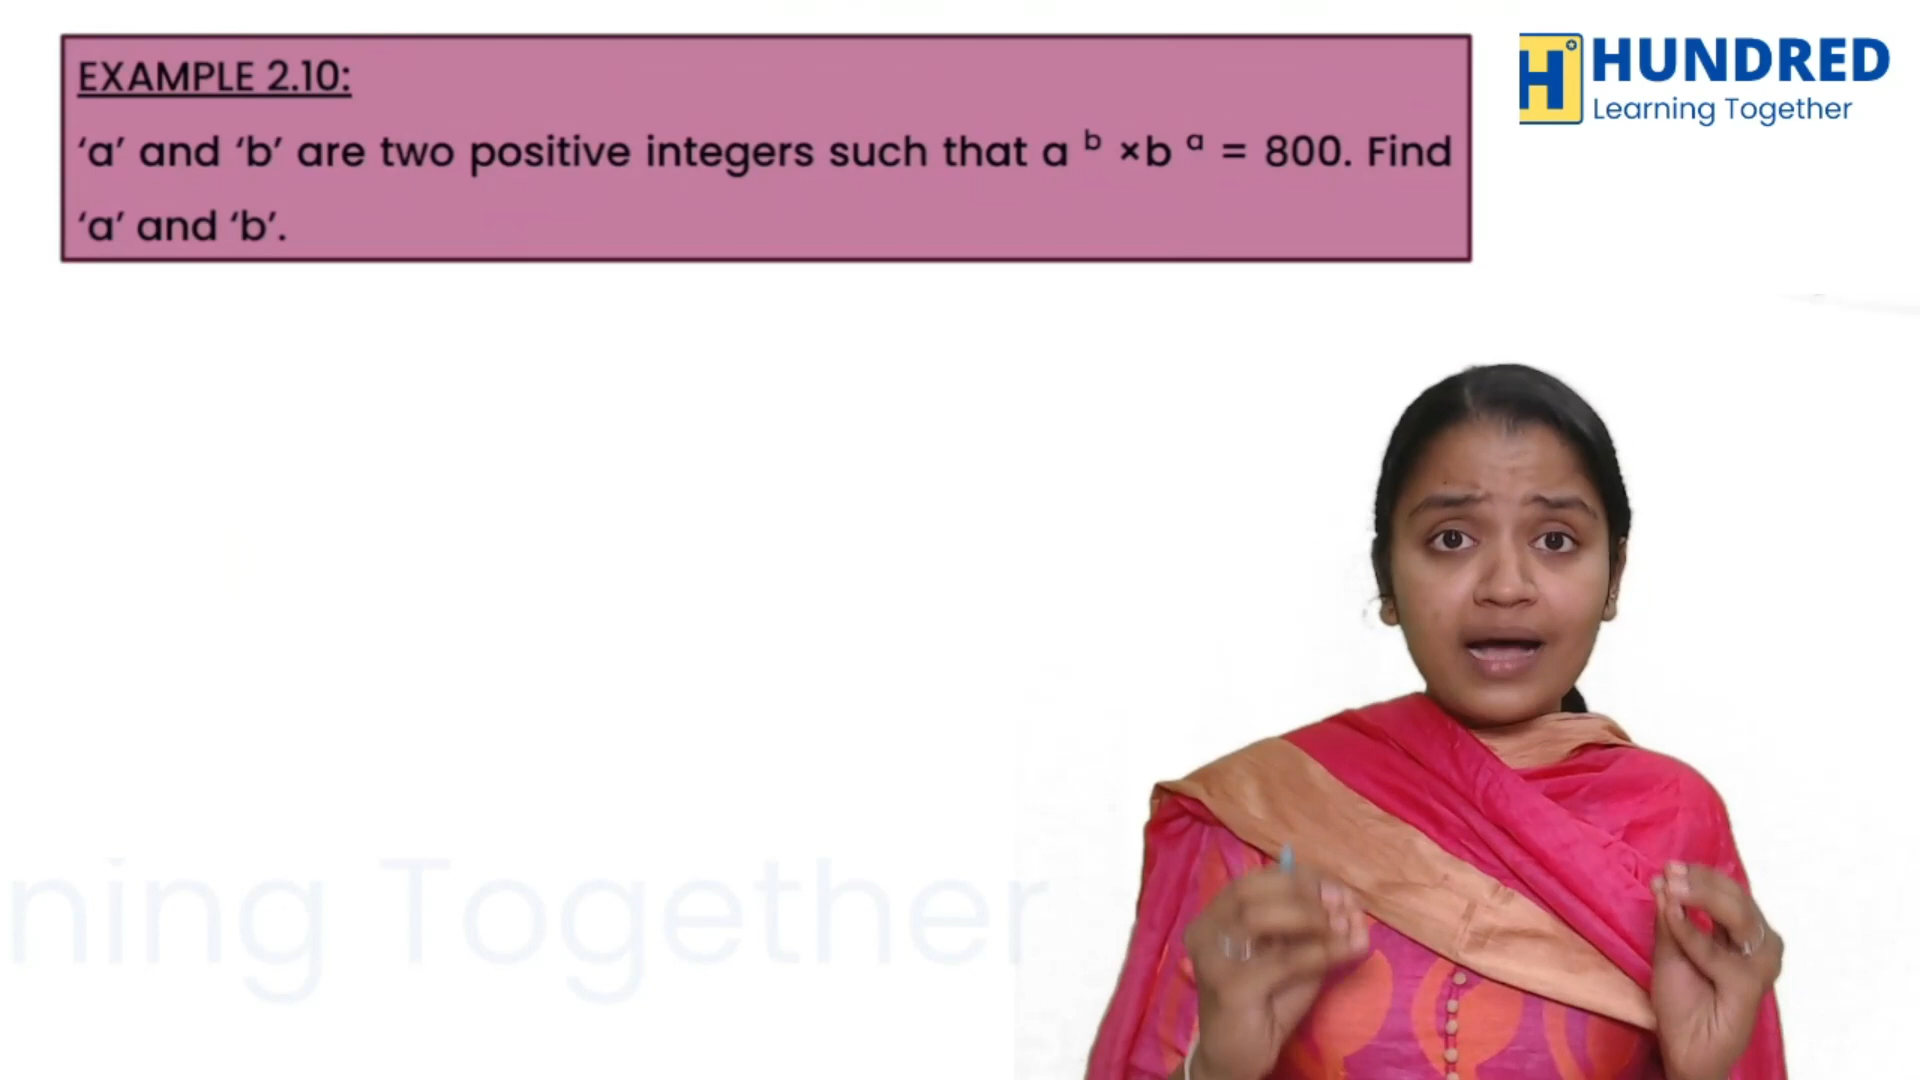 EXAMPLE 2.10:
‘a’ and ‘b’ are two positive integers such that a ᵇ ×b ᵃ = 800. Find
‘a’ and ‘b’.
H HUNDRED
Learning Together
ning Together